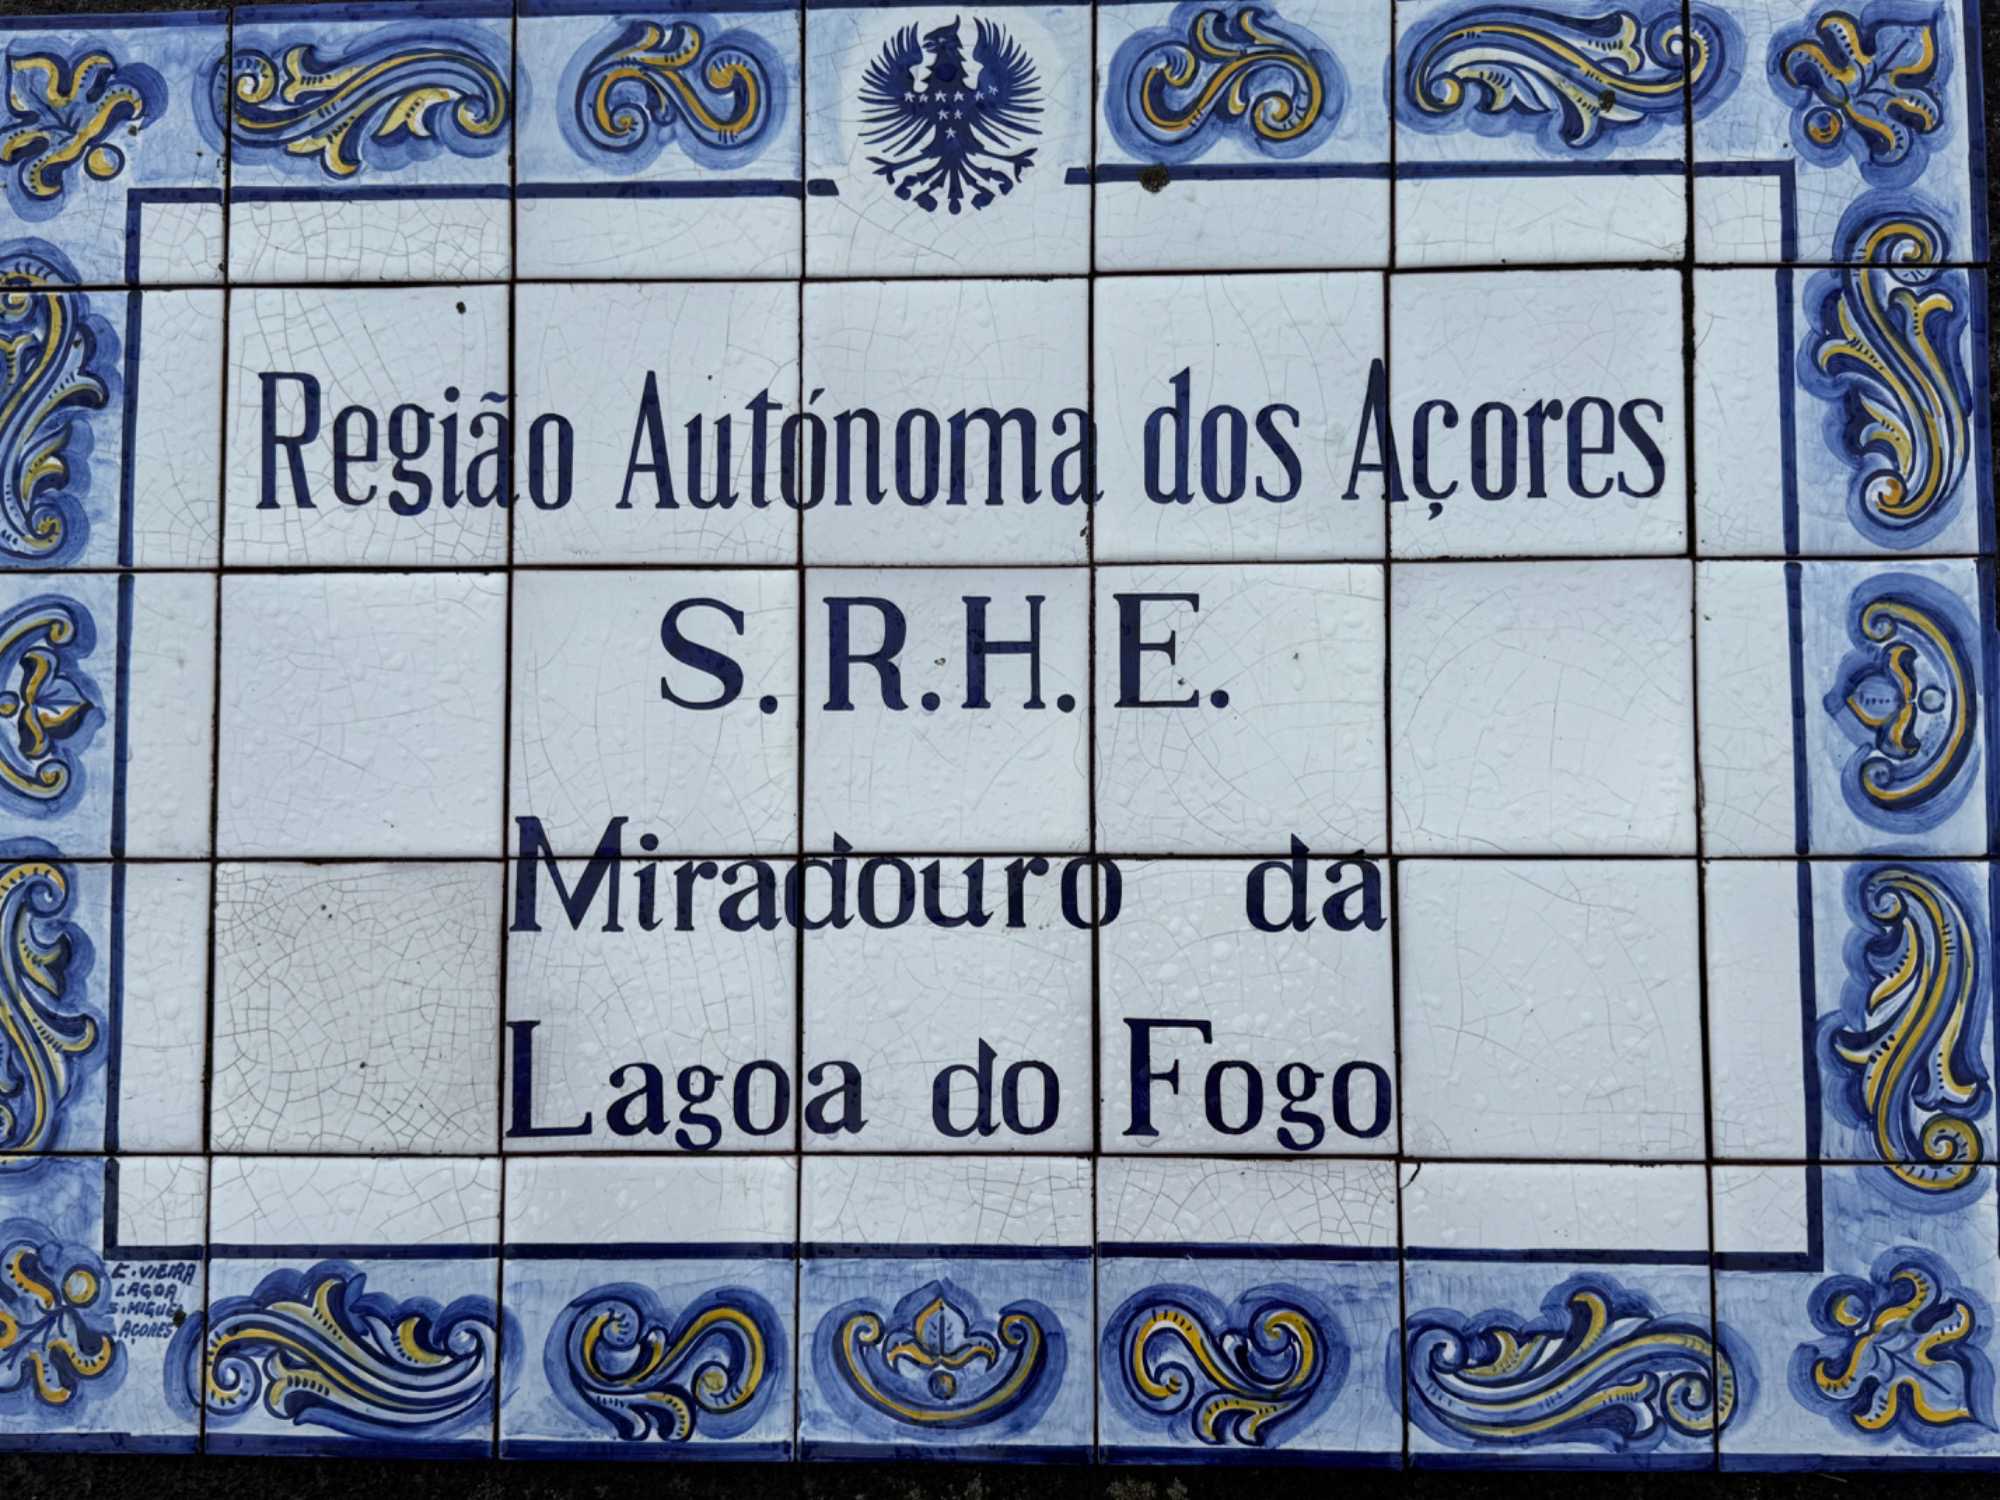 Região Autónoma dos Açores
S.R.H.E.
Miradouro da
Lagoa do Fogo
E. VIEIRA
LAGOA
S. MIGUEL
AÇORES